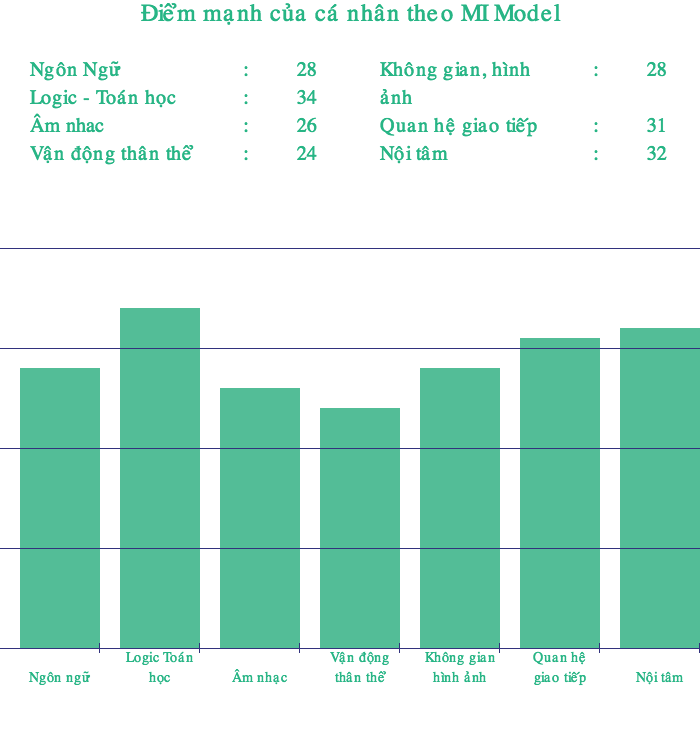 Điểm mạnh của cá nhân theo MI Model
Ngôn Ngữ : 28
Logic - Toán học : 34
Âm nhac : 26
Vận động thân thể : 24
Không gian, hình : 28
ảnh
Quan hệ giao tiếp : 31
Nội tâm : 32
Ngôn ngữ
Logic Toán
học
Âm nhạc
Vận động
thân thể
Không gian
hình ảnh
Quan hệ
giao tiếp
Nội tâm